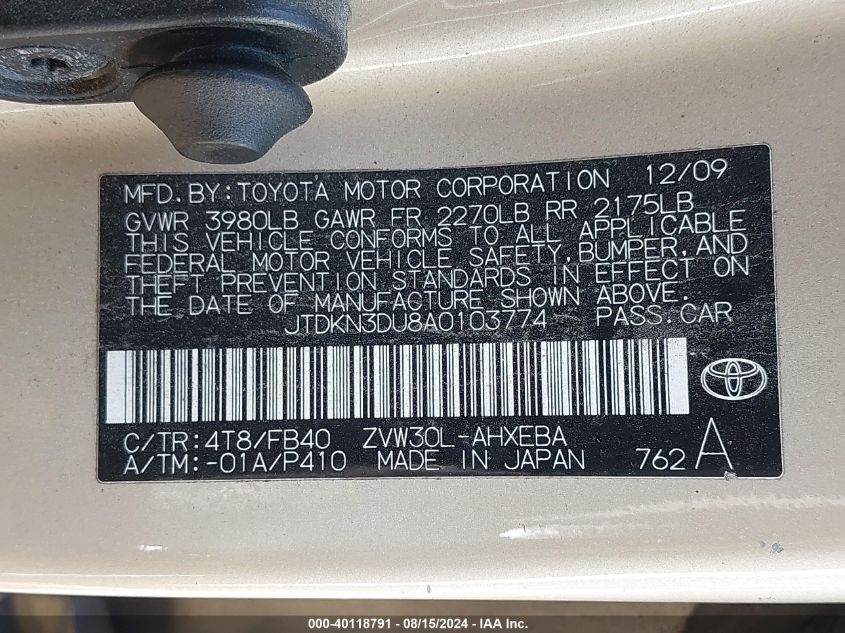 MFD.BY:TOYOTA MOTOR CORPORATION 12/09
GVWR 3980LB GAWR FR 2270LB RR 2175LB
THIS VEHICLE CONFORMS TO ALL APPLICABLE
FEDERAL MOTOR VEHICLE SAFETY,BUMPER,AND
THEFT PREVENTION STANDARDS IN EFFECT ON
THE DATE OF MANUFACTURE SHOWN ABOVE.
JTDKN3DU8A0103774 PASS.CAR
C/TR:4T8/FB40 ZVW30L-AHXEBA
A/TM:-01A/P410 MADE IN JAPAN 762 A
000-40118791 - 08/15/2024 - IAA Inc.